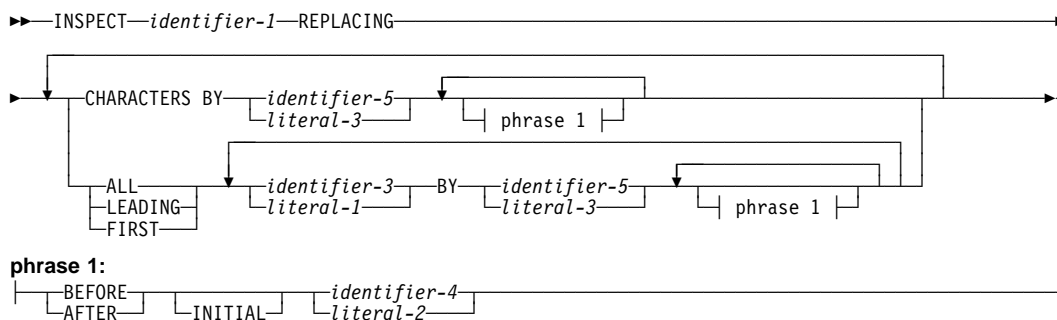 INSPECT identifier-1 REPLACING
CHARACTERS BY identifier-5
literal-3
phrase 1
ALL identifier-3 BY identifier-5
LEADING literal-1 literal-3 phrase 1
FIRST
phrase 1:
BEFORE identifier-4
AFTER INITIAL literal-2